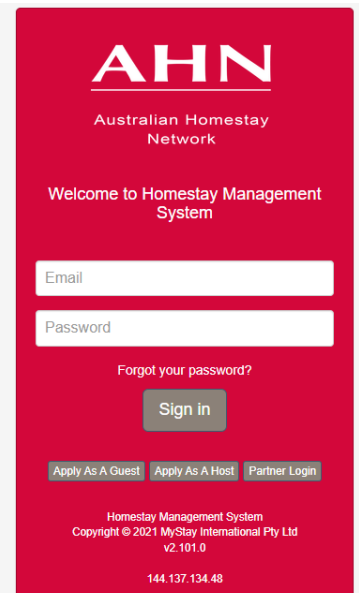 AHN
Australian Homestay
Network
Welcome to Homestay Management
System
Email
Password
Forgot your password?
Sign in
Apply As A Guest Apply As A Host Partner Login
Homestay Management System
Copyright © 2021 MyStay International Pty Ltd
v2.101.0
144.137.134.48